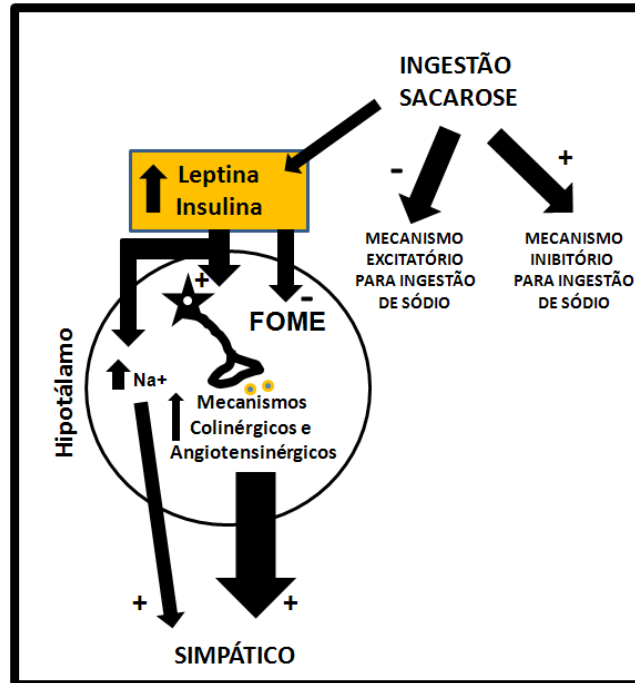 INGESTÃO
SACAROSE
-
+
Leptina
Insulina
MECANISMO
EXCITATÓRIO
PARA INGESTÃO
DE SÓDIO
MECANISMO
INIBITÓRIO
PARA INGESTÃO
DE SÓDIO
+
-
FOME
Hipotálamo
Na+
Mecanismos
Colinérgicos e
Angiotensinérgicos
+
+
SIMPÁTICO